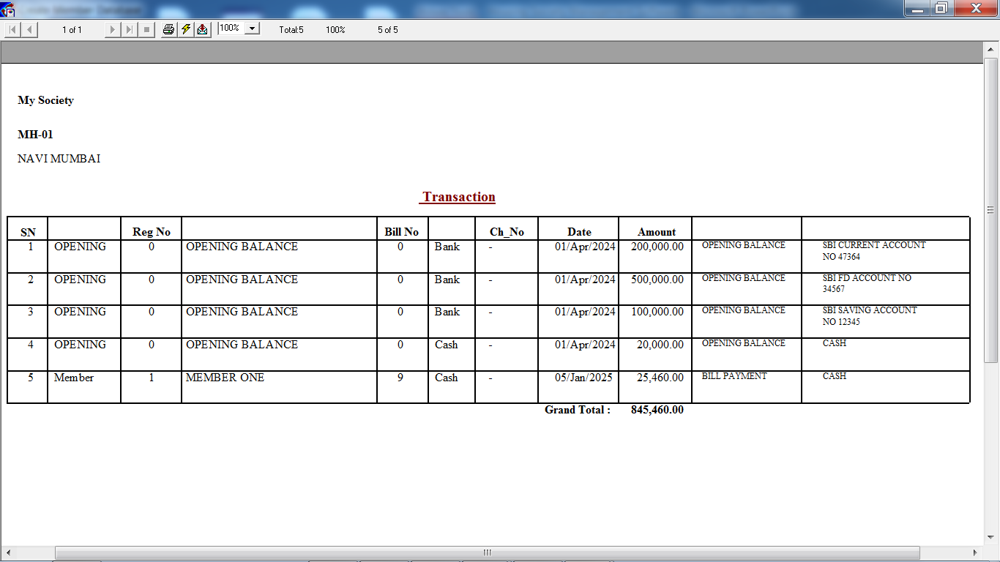 1 of 1 100% Total:5 100% 5 of 5
My Society
MH-01
NAVI MUMBAI
Transaction
SN Reg No Bill No Ch_No Date Amount
1 OPENING 0 OPENING BALANCE 0 Bank - 01/Apr/2024 200,000.00 OPENING BALANCE SBI CURRENT ACCOUNT
NO 47364
2 OPENING 0 OPENING BALANCE 0 Bank - 01/Apr/2024 500,000.00 OPENING BALANCE SBI FD ACCOUNT NO
34567
3 OPENING 0 OPENING BALANCE 0 Bank - 01/Apr/2024 100,000.00 OPENING BALANCE SBI SAVING ACCOUNT
NO 12345
4 OPENING 0 OPENING BALANCE 0 Cash - 01/Apr/2024 20,000.00 OPENING BALANCE CASH
5 Member 1 MEMBER ONE 9 Cash - 05/Jan/2025 25,460.00 BILL PAYMENT CASH
Grand Total : 845,460.00